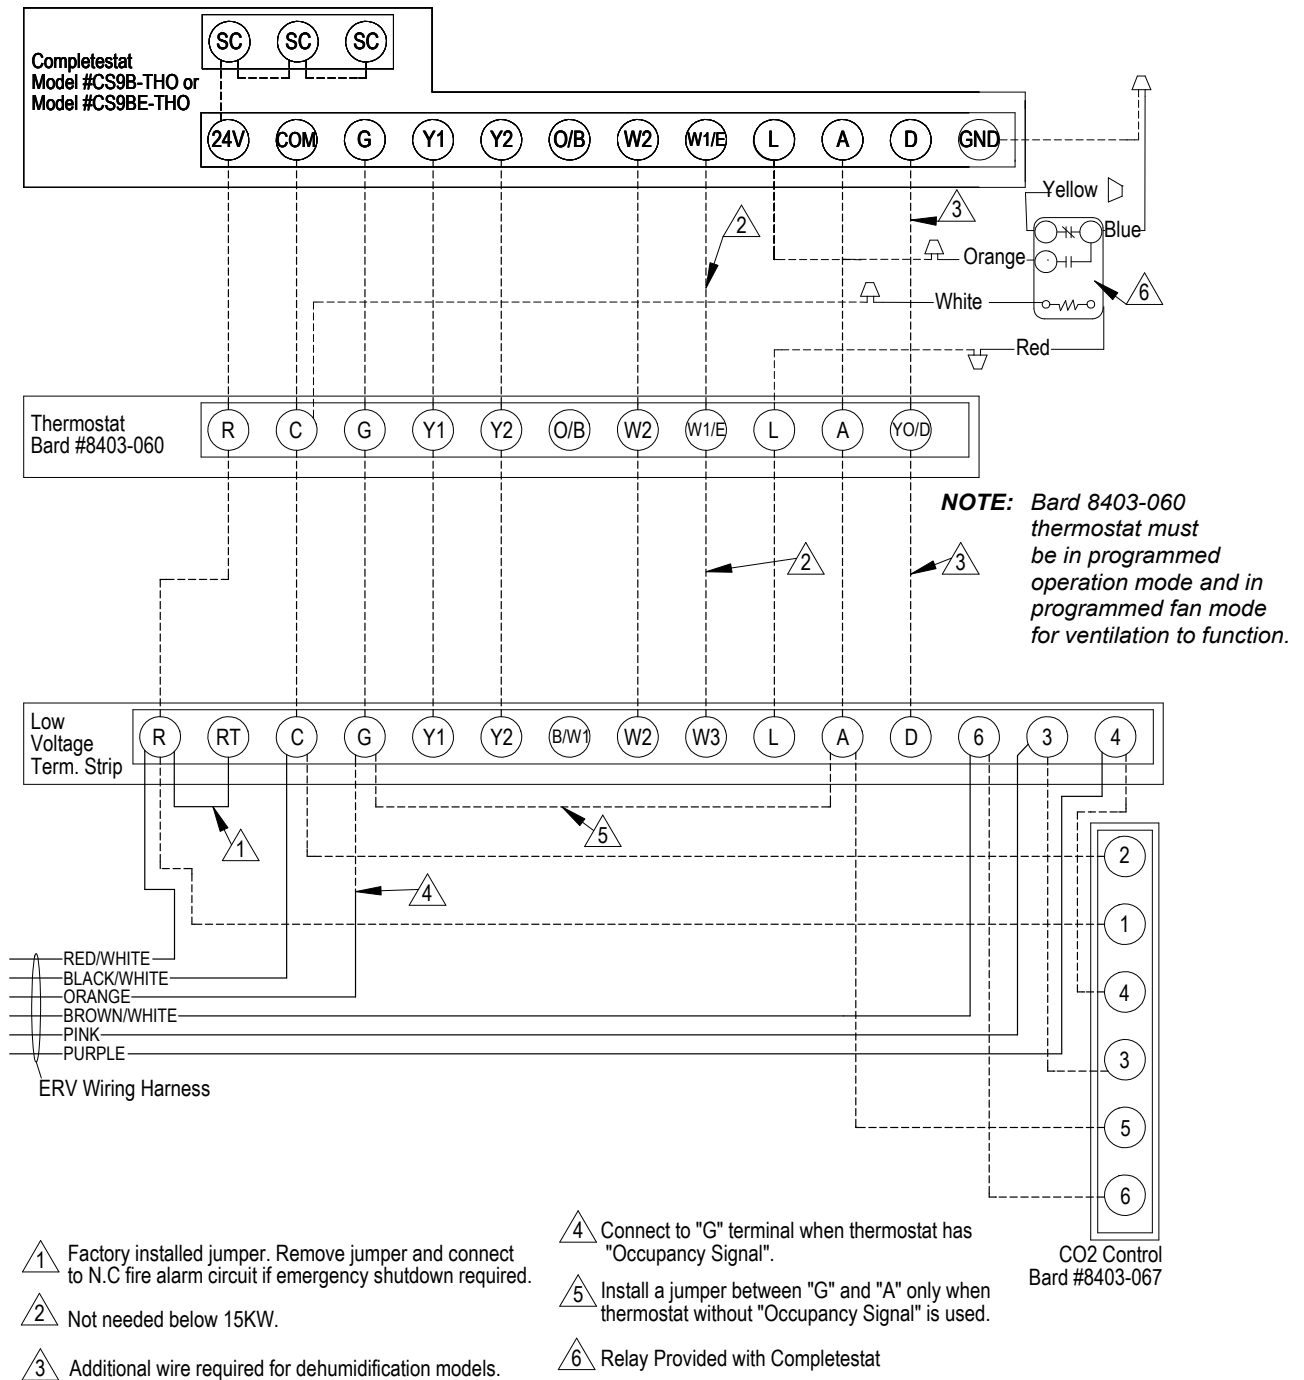 SC SC SC
Completestat
Model #CS9B-THO or
Model #CS9BE-THO
24V COM G Y1 Y2 O/B W2 W1/E L A D GND
Yellow
3
2
Blue
Orange
6
White
Red
Thermostat
Bard #8403-060
R C G Y1 Y2 O/B W2 W1/E L A YO/D
NOTE: Bard 8403-060
thermostat must
be in programmed
operation mode and in
programmed fan mode
for ventilation to function.
2
3
Low
Voltage
Term. Strip
R RT C G Y1 Y2 B/W1 W2 W3 L A D 6 3 4
1
5
4
2
1
4
3
5
6
RED/WHITE
BLACK/WHITE
ORANGE
BROWN/WHITE
PINK
PURPLE
ERV Wiring Harness
CO2 Control
Bard #8403-067
1 Factory installed jumper. Remove jumper and connect
to N.C fire alarm circuit if emergency shutdown required.
2 Not needed below 15KW.
3 Additional wire required for dehumidification models.
4 Connect to "G" terminal when thermostat has
"Occupancy Signal".
5 Install a jumper between "G" and "A" only when
thermostat without "Occupancy Signal" is used.
6 Relay Provided with Completestat